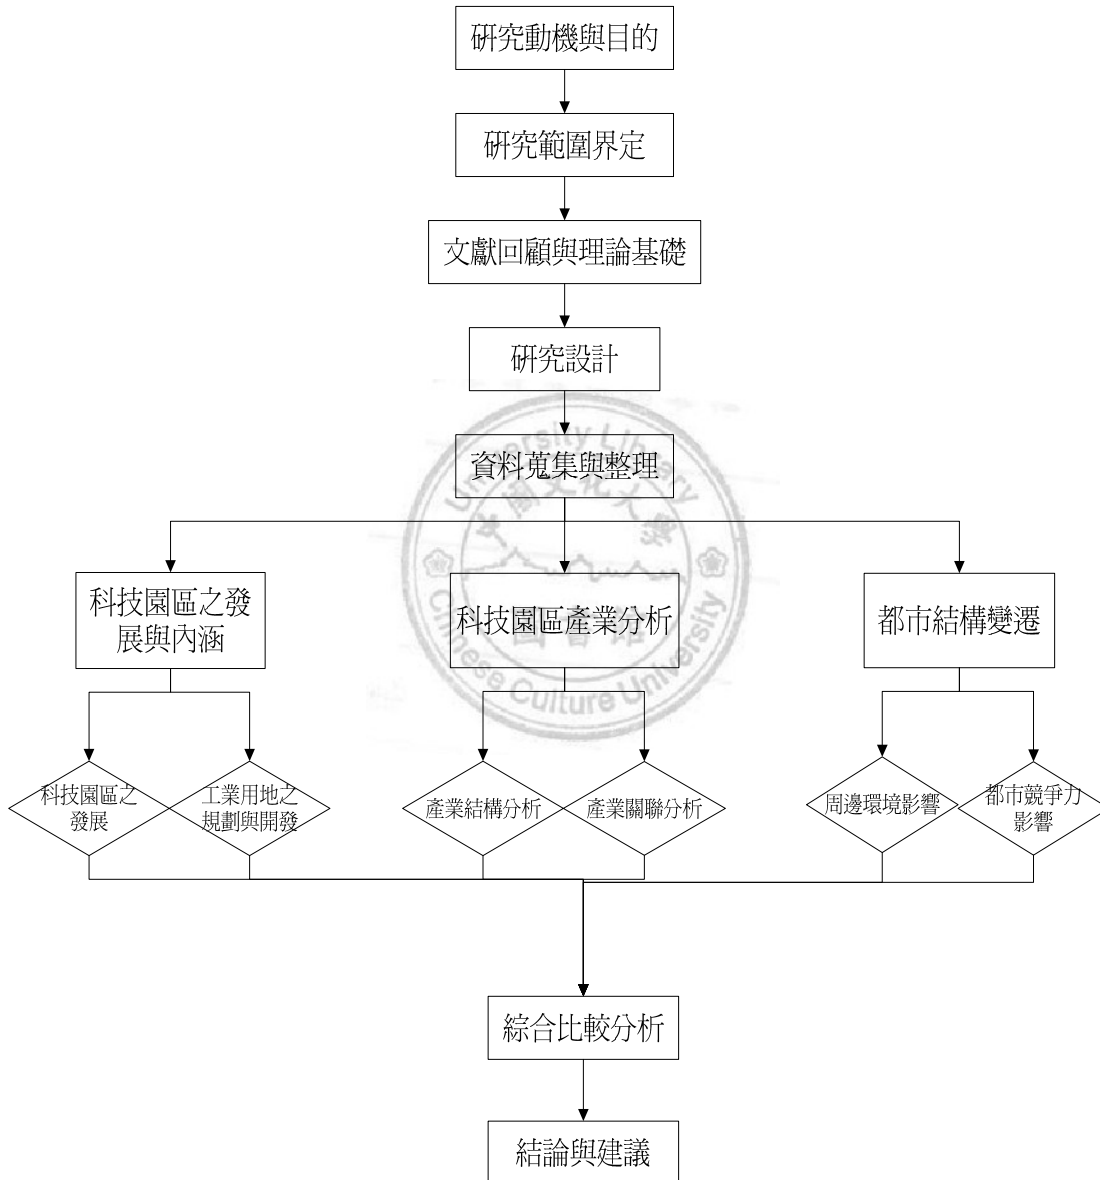 研究動機與目的
研究範圍界定
文獻回顧與理論基礎
研究設計
資料蒐集與整理
科技園區之發
展與內涵
科技園區產業分析
都市結構變遷
科技園區之
發展
工業用地之
規劃與開發
產業結構分析
產業關聯分析
周邊環境影響
都市競爭力
影響
綜合比較分析
結論與建議
University Library
Chinese Culture University